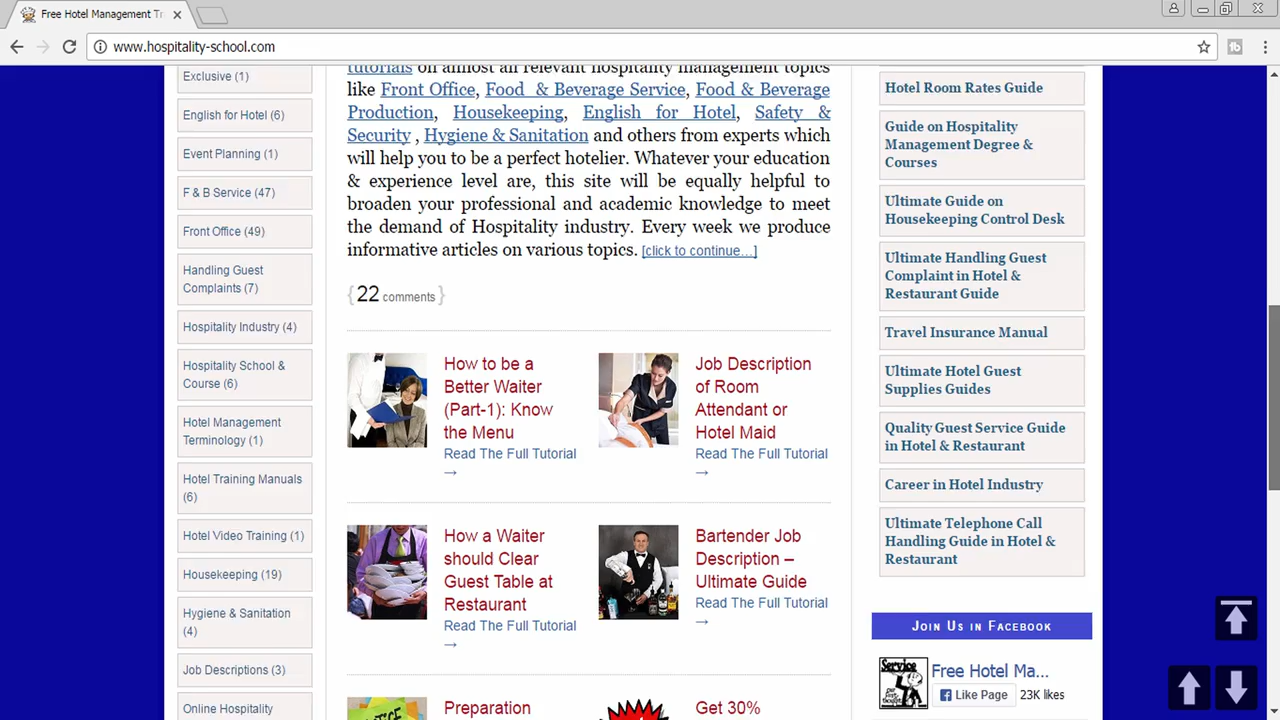 Free Hotel Management Tr
www.hospitality-school.com
Exclusive (1)
English for Hotel (6)
Event Planning (1)
F & B Service (47)
Front Office (49)
Handling Guest
Complaints (7)
Hospitality Industry (4)
Hospitality School &
Course (6)
Hotel Management
Terminology (1)
Hotel Training Manuals
(6)
Hotel Video Training (1)
Housekeeping (19)
Hygiene & Sanitation
(4)
Job Descriptions (3)
Online Hospitality
tutorials on almost all relevant hospitality management topics
like Front Office, Food & Beverage Service, Food & Beverage
Production, Housekeeping, English for Hotel, Safety &
Security , Hygiene & Sanitation and others from experts which
will help you to be a perfect hotelier. Whatever your education
& experience level are, this site will be equally helpful to
broaden your professional and academic knowledge to meet
the demand of Hospitality industry. Every week we produce
informative articles on various topics. [click to continue...]
{ 22 comments }
How to be a
Better Waiter
(Part-1): Know
the Menu
Read The Full Tutorial
→
Job Description
of Room
Attendant or
Hotel Maid
Read The Full Tutorial
→
How a Waiter
should Clear
Guest Table at
Restaurant
Read The Full Tutorial
→
Bartender Job
Description –
Ultimate Guide
Read The Full Tutorial
→
Preparation
Get 30%
Hotel Room Rates Guide
Guide on Hospitality
Management Degree &
Courses
Ultimate Guide on
Housekeeping Control Desk
Ultimate Handling Guest
Complaint in Hotel &
Restaurant Guide
Travel Insurance Manual
Ultimate Hotel Guest
Supplies Guides
Quality Guest Service Guide
in Hotel & Restaurant
Career in Hotel Industry
Ultimate Telephone Call
Handling Guide in Hotel &
Restaurant
Join Us in Facebook
Service
Free Hotel Ma...
Like Page
23K likes